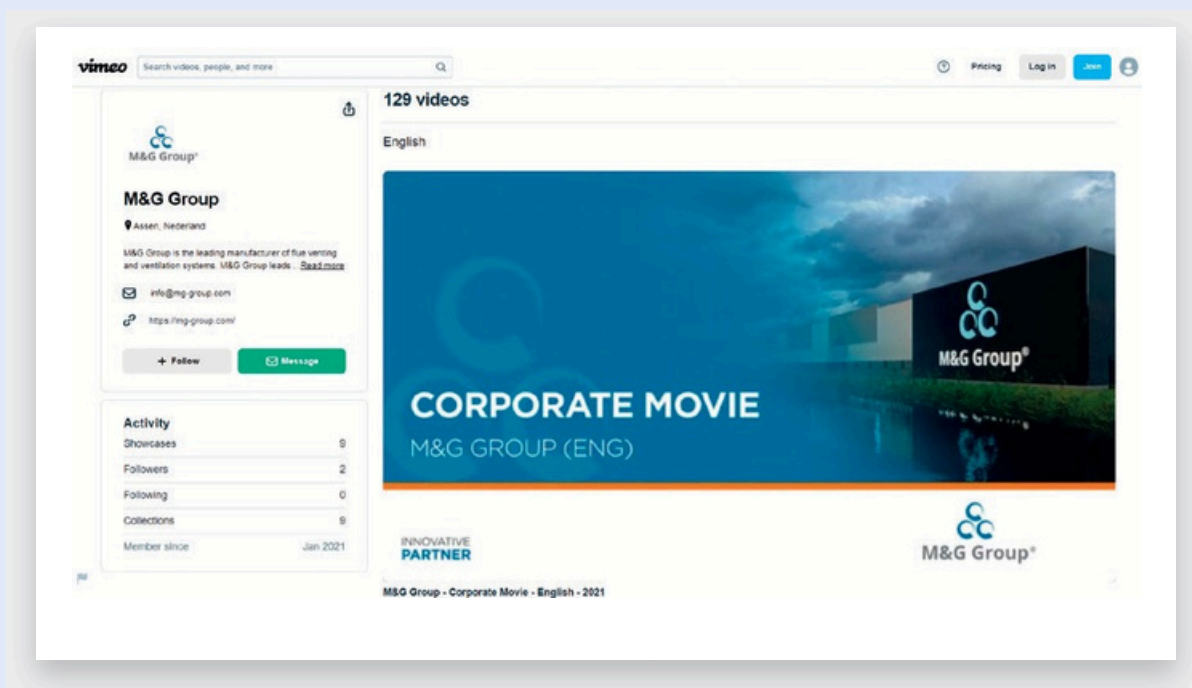 vimeo
Search videos, people, and more
Pricing
Log in
Join
M&G Group®
M&G Group
Assen, Nederland
M&G Group is the leading manufacturer of flue venting
and ventilation systems. M&G Group leads... Read more
info@mg-group.com
https://mg-group.com/
+ Follow
Message
Activity
Showcases 9
Followers 2
Following 0
Collections 9
Member since Jan 2021
129 videos
English
M&G Group®
CORPORATE MOVIE
M&G GROUP (ENG)
INNOVATIVE
PARTNER
M&G Group®
M&G Group - Corporate Movie - English - 2021